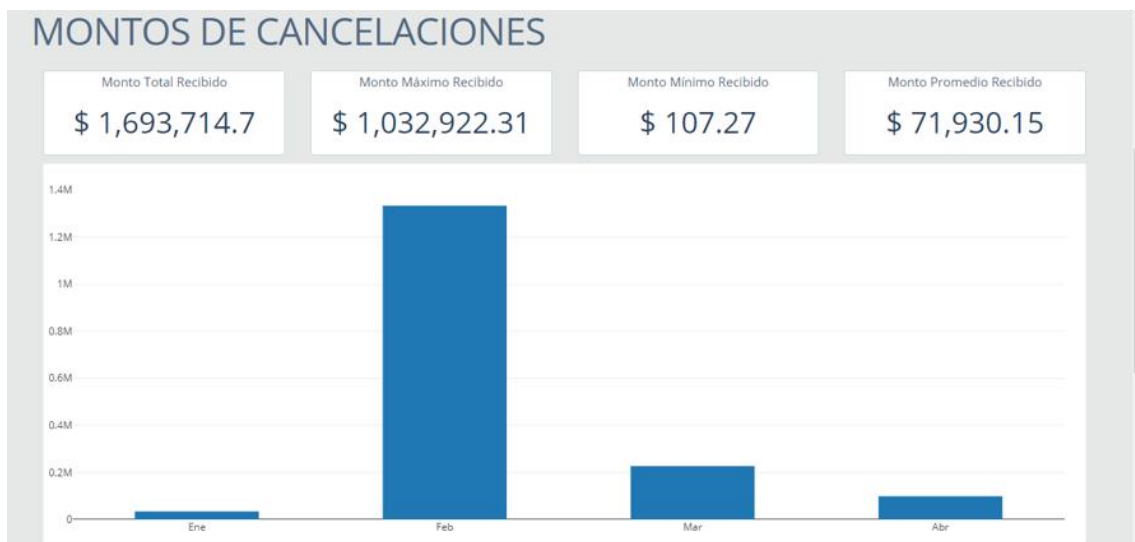 MONTOS DE CANCELACIONES
Monto Total Recibido
$ 1,693,714.7
Monto Máximo Recibido
$ 1,032,922.31
Monto Mínimo Recibido
$ 107.27
Monto Promedio Recibido
$ 71,930.15
1.4M
1.2M
1M
0.8M
0.6M
0.4M
0.2M
0
Ene
Feb
Mar
Abr